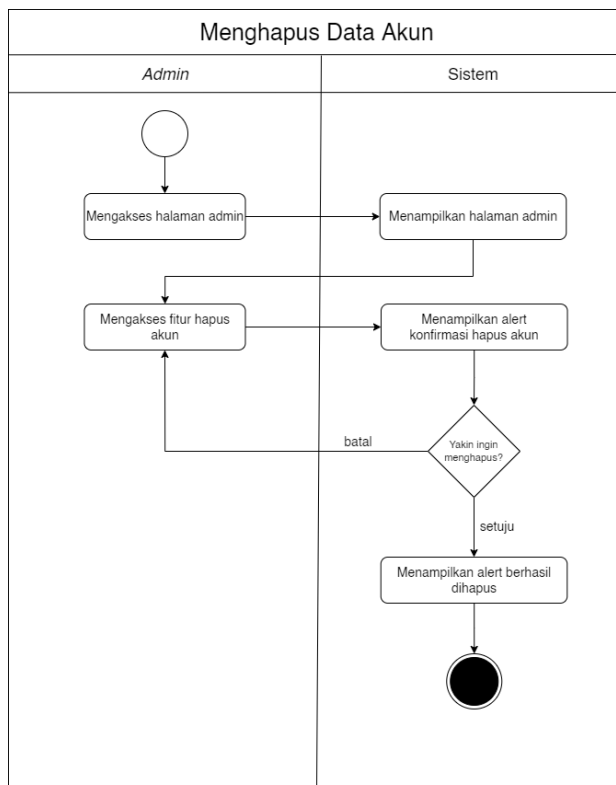 Menghapus Data Akun
Admin
Sistem
Mengakses halaman admin
Menampilkan halaman admin
Mengakses fitur hapus
akun
Menampilkan alert
konfirmasi hapus akun
Yakin ingin
menghapus?
batal
setuju
Menampilkan alert berhasil
dihapus